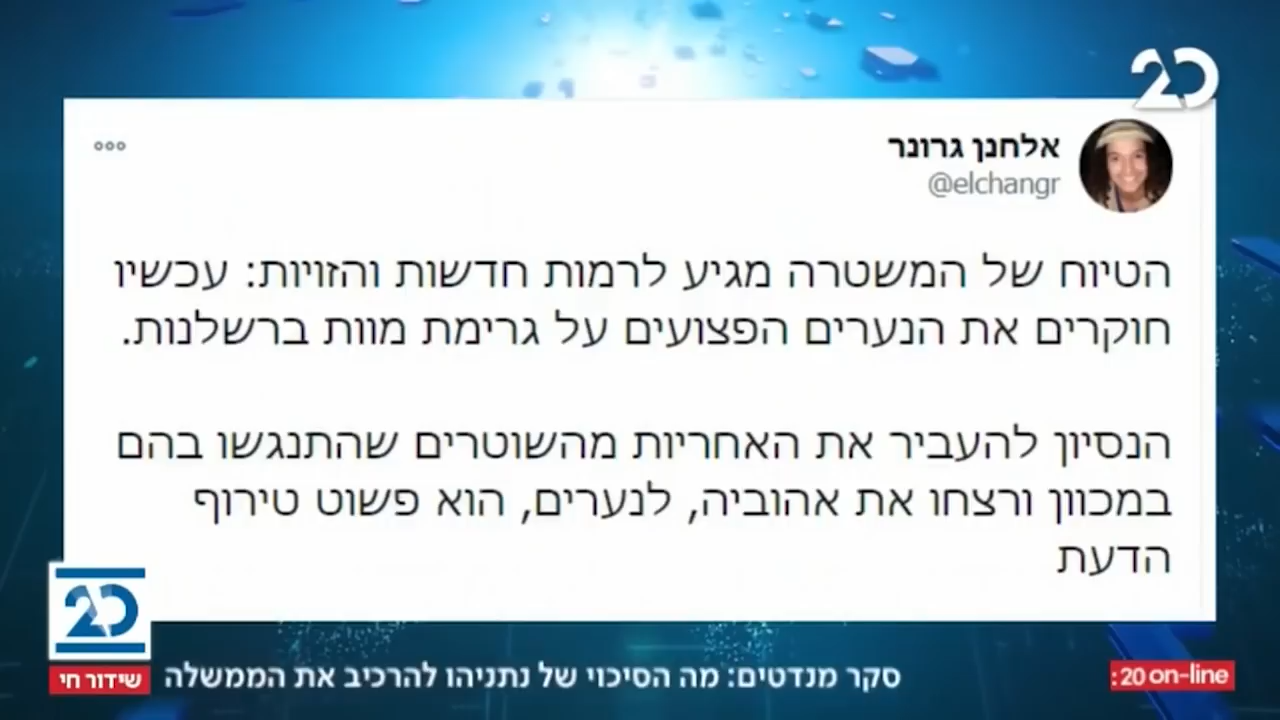 20
אלחנן גרונר
@elchangr
הטיוח של המשטרה מגיע לרמות חדשות והזויות: עכשיו
חוקרים את הנערים הפצועים על גרימת מוות ברשלנות.
הנסיון להעביר את האחריות מהשוטרים שהתנגשו בהם
במכוון ורצחו את אהוביה, לנערים, הוא פשוט טירוף
הדעת
20
שידור חי
סקר מנדטים: מה הסיכוי של נתניהו להרכיב את הממשלה
20 on-line: